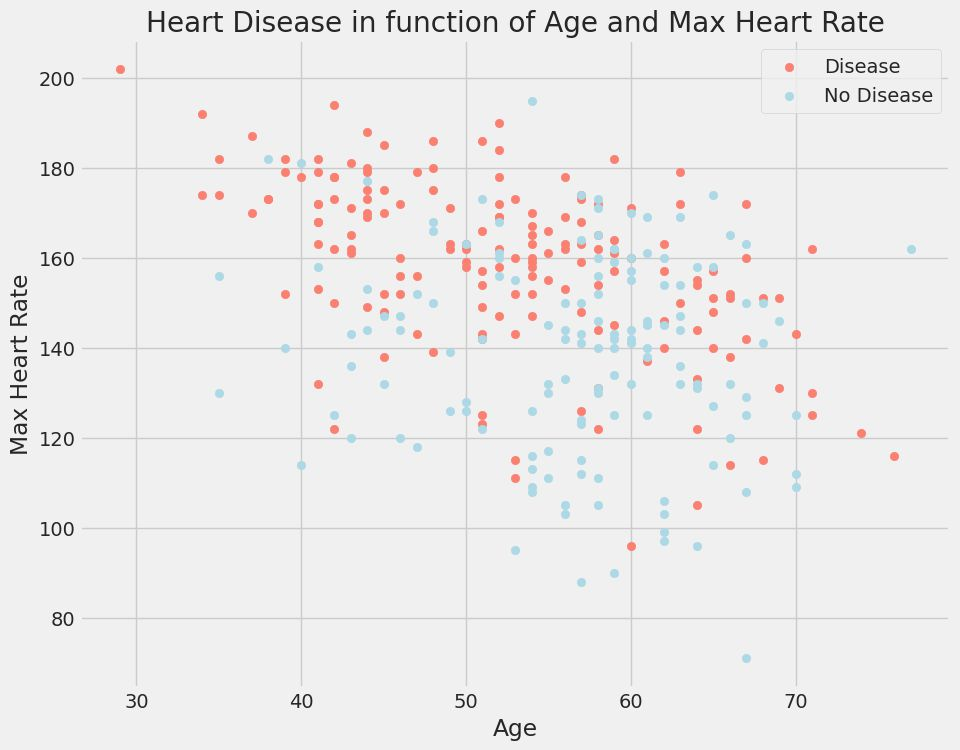 Heart Disease in function of Age and Max Heart Rate
Disease
No Disease
Max Heart Rate
200
180
160
140
120
100
80
30 40 50 60 70
Age